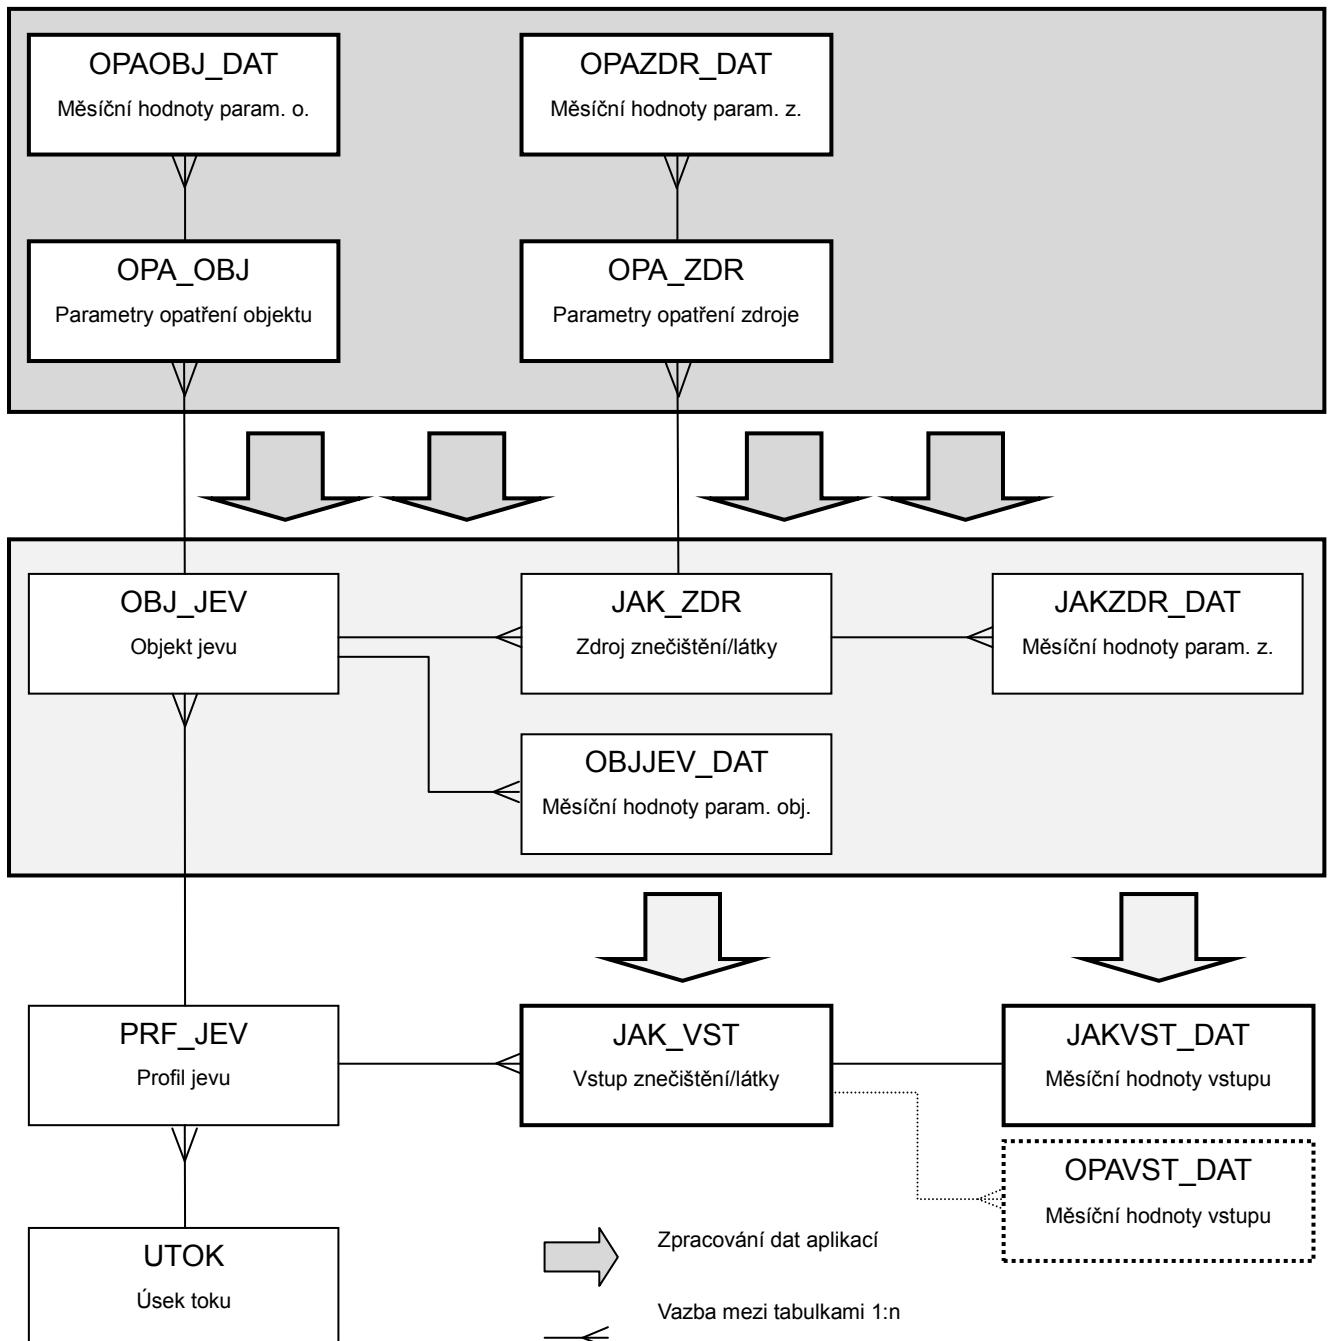 OPAOBJ_DAT
Měsíční hodnoty param. o.
OPAZDR_DAT
Měsíční hodnoty param. z.
OPA_OBJ
Parametry opatření objektu
OPA_ZDR
Parametry opatření zdroje
OBJ_JEV
Objekt jevu
JAK_ZDR
Zdroj znečištění/látky
JAKZDR_DAT
Měsíční hodnoty param. z.
OBJJEV_DAT
Měsíční hodnoty param. obj.
PRF_JEV
Profil jevu
JAK_VST
Vstup znečištění/látky
JAKVST_DAT
Měsíční hodnoty vstupu
OPAVST_DAT
Měsíční hodnoty vstupu
UTOK
Úsek toku
Zpracování dat aplikací
Vazba mezi tabulkami 1:n